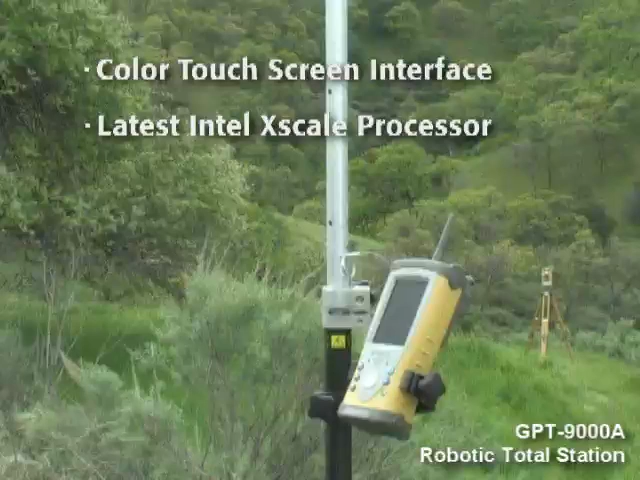 · Color Touch Screen Interface
· Latest Intel Xscale Processor
GPT-9000A
Robotic Total Station